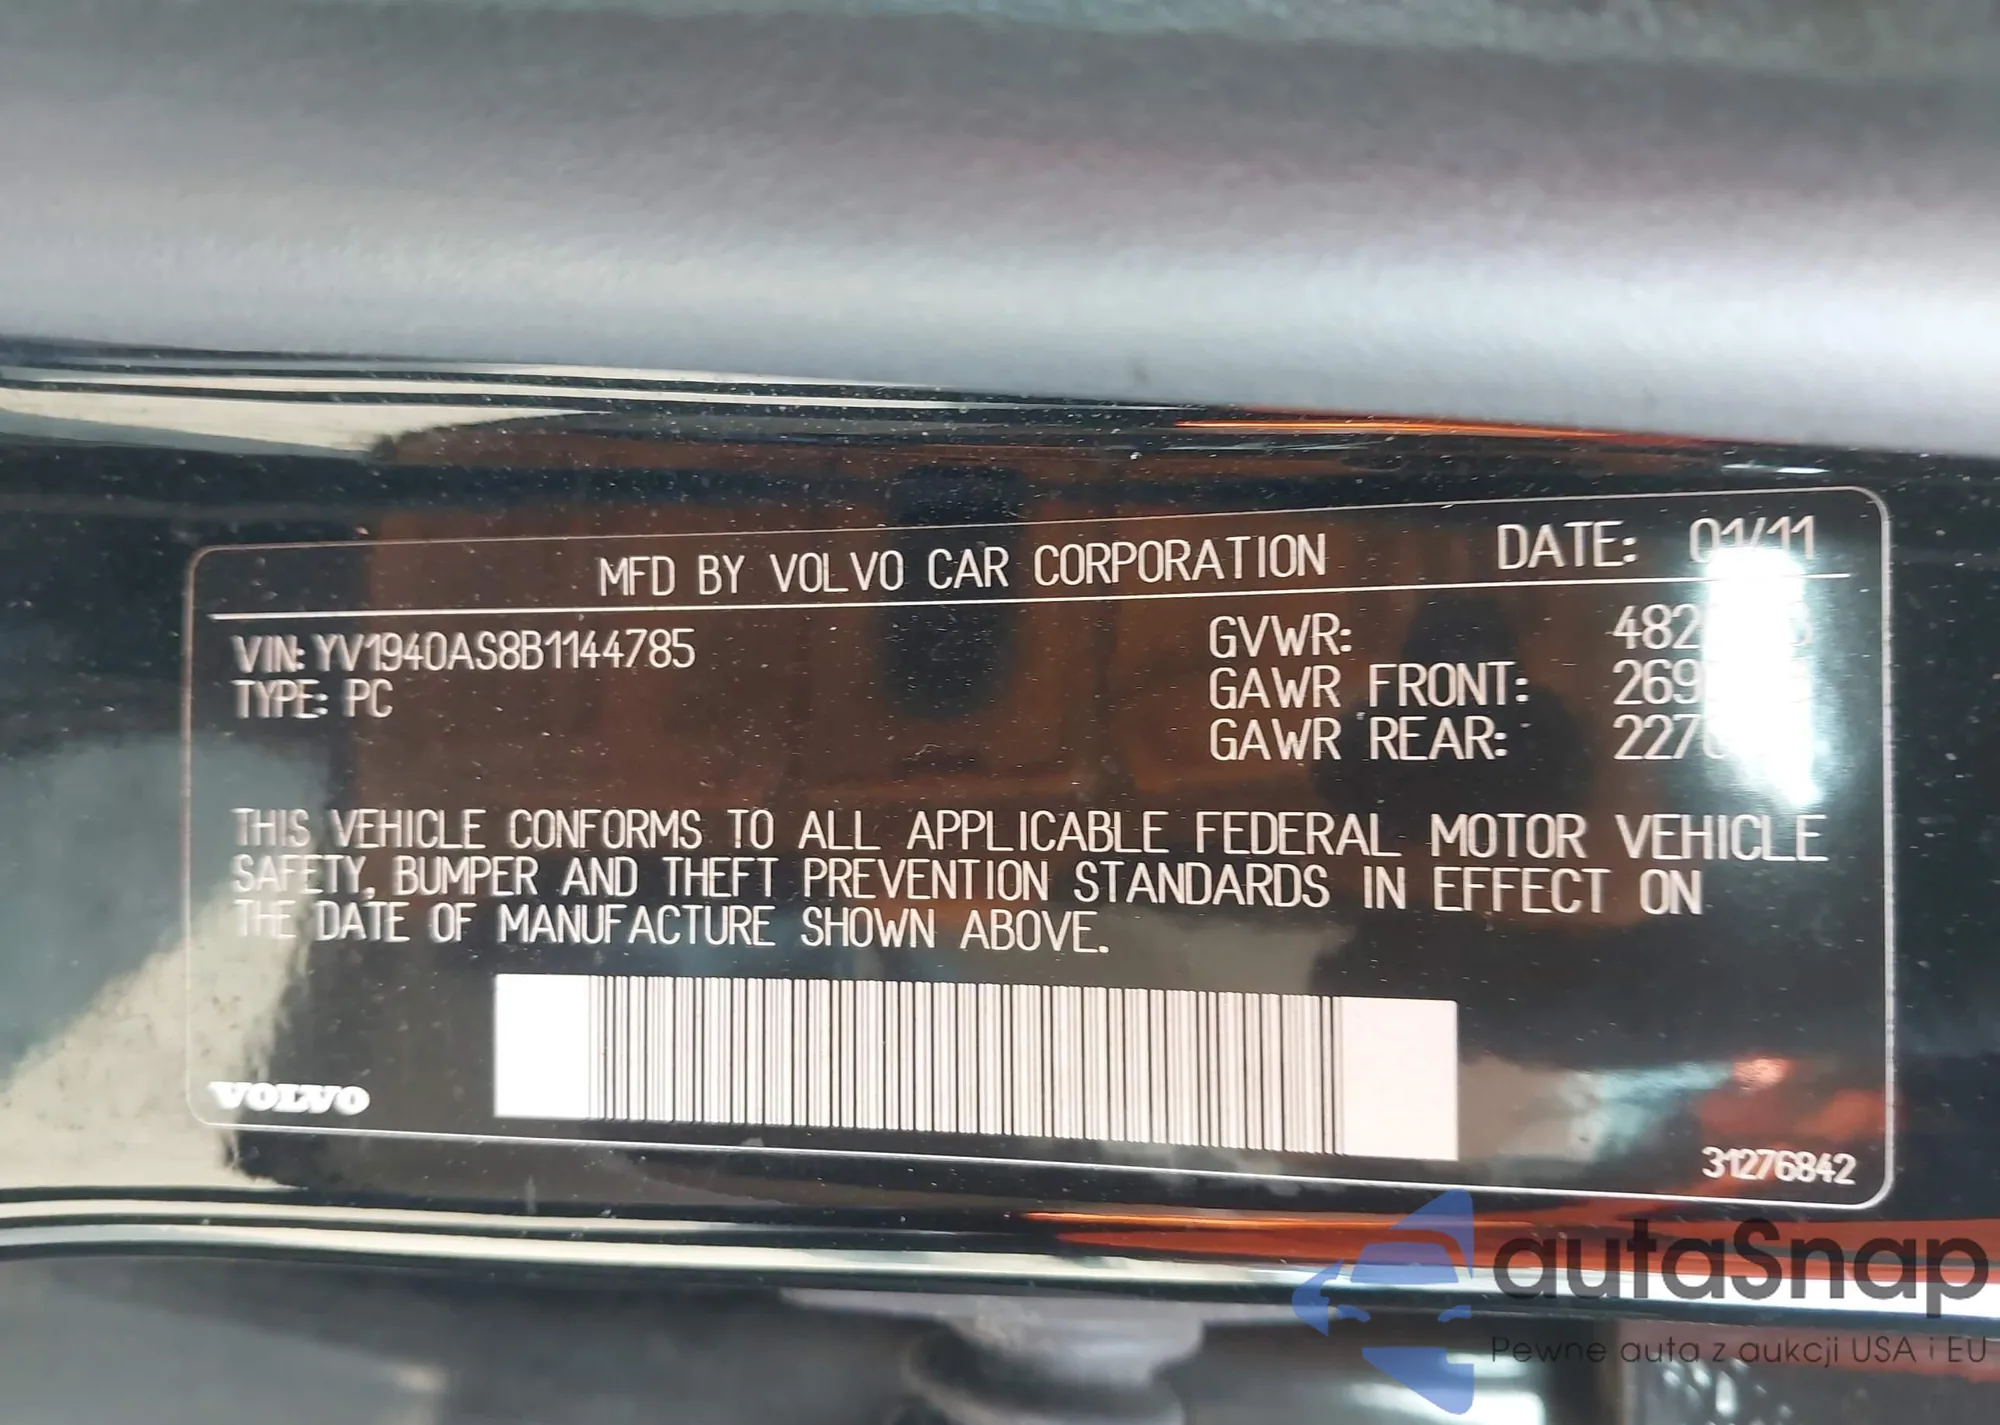 MFD BY VOLVO CAR CORPORATION DATE: 01/11
VIN: YV1940AS8B1144785 GVWR:
TYPE: PC GAWR FRONT:
GAWR REAR:
THIS VEHICLE CONFORMS TO ALL APPLICABLE FEDERAL MOTOR VEHICLE
SAFETY, BUMPER AND THEFT PREVENTION STANDARDS IN EFFECT ON
THE DATE OF MANUFACTURE SHOWN ABOVE.
VOLVO
31276842
autaSnap
Pewne auta z aukcji USA i EU